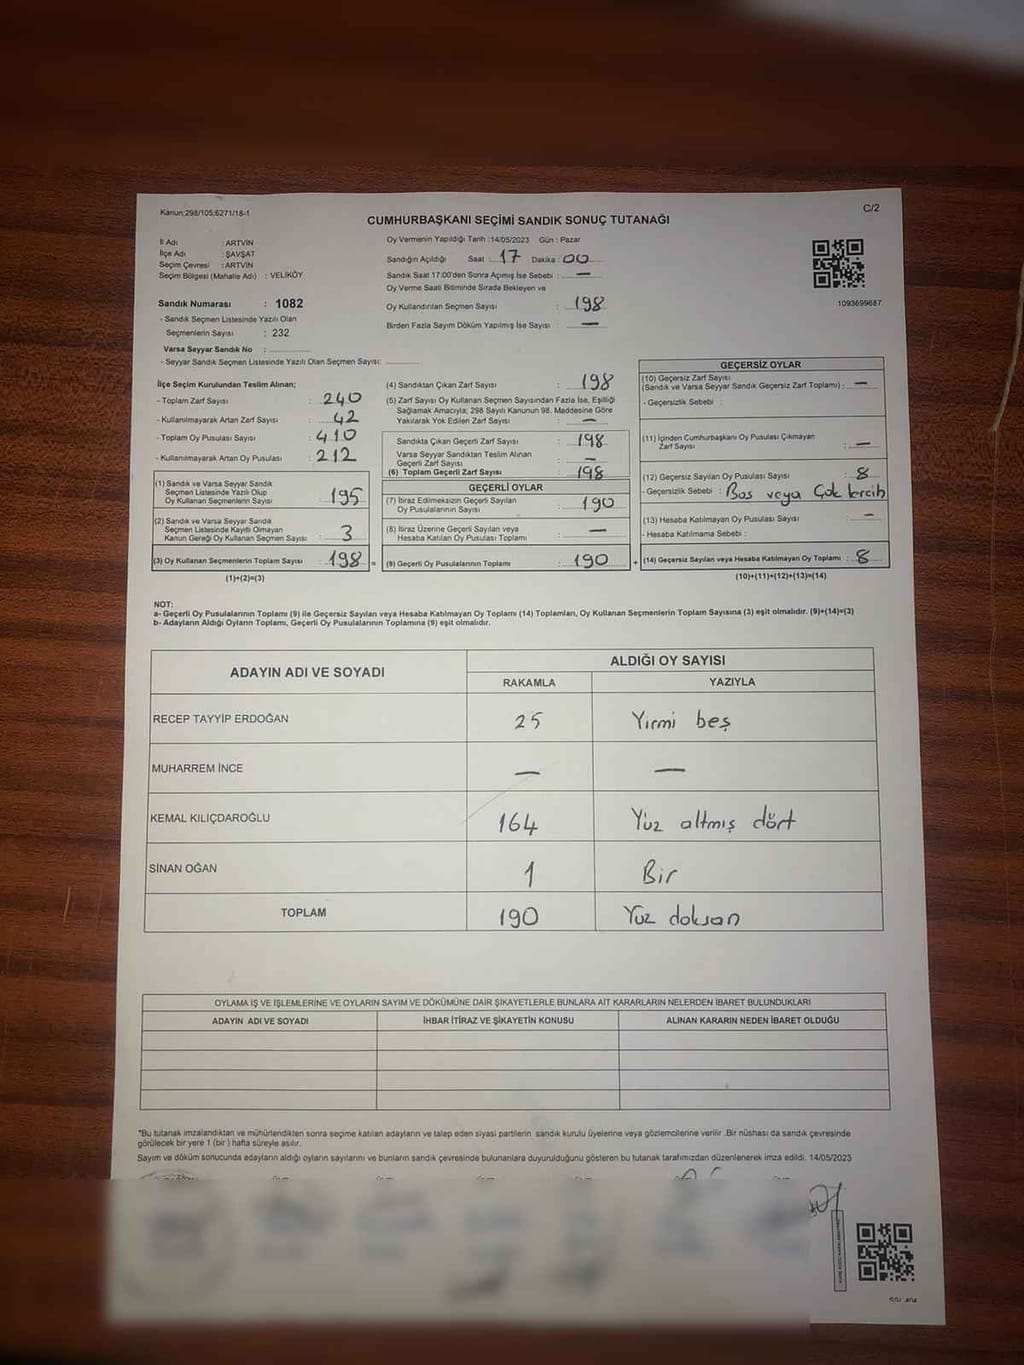 Kanun;298/105;6271/18-1
C/2
CUMHURBAŞKANI SEÇİMİ SANDIK SONUÇ TUTANAĞI
İl Adı : ARTVİN
İlçe Adı : ŞAVŞAT
Seçim Çevresi : ARTVİN
Seçim Bölgesi (Mahalle Adı) : VELİKÖY
Sandık Numarası : 1082
- Sandık Seçmen Listesinde Yazılı Olan
Seçmenlerin Sayısı : 232
Varsa Seyyar Sandık No :
- Seyyar Sandık Seçmen Listesinde Yazılı Olan Seçmen Sayısı:
Oy Vermenin Yapıldığı Tarih : 14/05/2023 Gün : Pazar
Sandığın Açıldığı Saat : 17 Dakika : 00
Sandık Saat 17:00'den Sonra Açımış İse Sebebi : —
Oy Verme Saati Bitiminde Sırada Bekleyen ve
Oy Kullandırılan Seçmen Sayısı : 198
Birden Fazla Sayım Döküm Yapılmış İse Sayısı : —
1093699687
İlçe Seçim Kurulundan Teslim Alınan;
- Toplam Zarf Sayısı : 240
- Kullanılmayarak Artan Zarf Sayısı : 42
- Toplam Oy Pusulası Sayısı : 410
- Kullanılmayarak Artan Oy Pusulası : 212
(1) Sandık ve Varsa Seyyar Sandık
Seçmen Listesinde Yazılı Olup
Oy Kullanan Seçmenlerin Sayısı : 195
(2) Sandık ve Varsa Seyyar Sandık
Seçmen Listesinde Kayıtlı Olmayan
Kanun Gereği Oy Kullanan Seçmen Sayısı : 3
(3) Oy Kullanan Seçmenlerin Toplam Sayısı : 198 =
(1)+(2)=(3)
(4) Sandıktan Çıkan Zarf Sayısı : 198
(5) Zarf Sayısı Oy Kullanan Seçmen Sayısından Fazla İse, Eşitliği
Sağlamak Amacıyla; 298 Sayılı Kanunun 98. Maddesine Göre
Yakılarak Yok Edilen Zarf Sayısı : —
Sandıkta Çıkan Geçerli Zarf Sayısı : 198
Varsa Seyyar Sandıktan Teslim Alınan
Geçerli Zarf Sayısı : —
(6) Toplam Geçerli Zarf Sayısı : 198
GEÇERLİ OYLAR
(7) İtiraz Edilmeksizin Geçerli Sayılan
Oy Pusulalarının Sayısı : 190
(8) İtiraz Üzerine Geçerli Sayılan veya
Hesaba Katılan Oy Pusulaları Toplamı : —
(9) Geçerli Oy Pusulalarının Toplamı : 190 +
GEÇERSİZ OYLAR
(10) Geçersiz Zarf Sayısı
(Sandık ve Varsa Seyyar Sandık Geçersiz Zarf Toplamı) : —
- Geçersizlik Sebebi :
(11) İçinden Cumhurbaşkanı Oy Pusulası Çıkmayan
Zarf Sayısı : —
(12) Geçersiz Sayılan Oy Pusulası Sayısı : 8
- Geçersizlik Sebebi : Bos veya Çok tercih
(13) Hesaba Katılmayan Oy Pusulası Sayısı : —
- Hesaba Katılmama Sebebi :
(14) Geçersiz Sayılan veya Hesaba Katılmayan Oy Toplamı : 8
(10)+(11)+(12)+(13)=(14)
NOT:
a- Geçerli Oy Pusulalarının Toplamı (9) ile Geçersiz Sayılan veya Hesaba Katılmayan Oy Toplamı (14) Toplamları, Oy Kullanan Seçmenlerin Toplam Sayısına (3) eşit olmalıdır. (9)+(14)=(3)
b- Adayların Aldığı Oyların Toplamı, Geçerli Oy Pusulalarının Toplamına (9) eşit olmalıdır.
ADAYIN ADI VE SOYADI ALDIĞI OY SAYISI
RAKAMLA YAZIYLA
RECEP TAYYİP ERDOĞAN 25 Yirmi beş
MUHARREM İNCE — —
KEMAL KILIÇDAROĞLU 164 Yüz altmış dört
SİNAN OĞAN 1 Bir
TOPLAM 190 Yüz doksan
OYLAMA İŞ VE İŞLEMLERİNE VE OYLARIN SAYIM VE DÖKÜMÜNE DAİR ŞİKAYETLERLE BUNLARA AİT KARARLARIN NELERDEN İBARET BULUNDUKLARI
ADAYIN ADI VE SOYADI İHBAR İTİRAZ VE ŞİKAYETİN KONUSU ALINAN KARARIN NEDEN İBARET OLDUĞU
*Bu tutanak imzalandıktan ve mühürlendikten sonra seçime katılan adayların ve talep eden siyasi partilerin sandık kurulu üyelerine veya gözlemcilerine verilir .Bir nüshası da sandık çevresinde
görülecek bir yere 1 (bir ) hafta süreyle asılır.
Sayım ve döküm sonucunda adayların aldığı oyların sayılarını ve bunların sandık çevresinde bulunanlara duyurulduğunu gösteren bu tutanak tarafımızdan düzenlenerek imza edildi. 14/05/2023